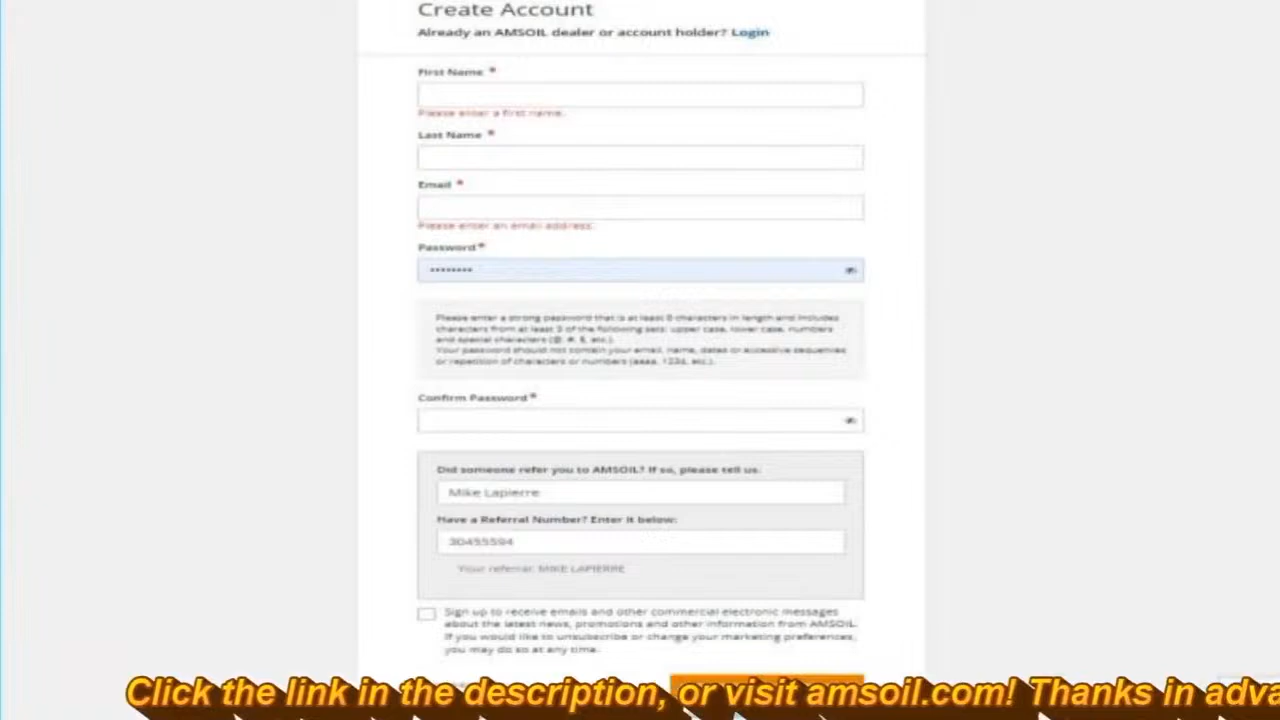 Create Account
Already an AMSOIL dealer or account holder? Login
First Name *
Please enter a first name.
Last Name *
Email *
Please enter an email address.
Password*
••••••••
Please enter a strong password that is at least 8 characters in length and includes
characters from at least 3 of the following sets: upper case, lower case, numbers
and special characters (@, #, $, etc.).
Your password should not contain your email, name, dates or excessive sequences
or repetition of characters or numbers (aaaa, 1234, etc.).
Confirm Password*
Did someone refer you to AMSOIL? If so, please tell us.
Mike Lapierre
Have a Referral Number? Enter it below:
30455594
Your referral: MIKE LAPIERRE
Sign up to receive emails and other commercial electronic messages
about the latest news, promotions and other information from AMSOIL.
If you would like to unsubscribe or change your marketing preferences,
you may do so at any time.
Click the link in the description, or visit amsoil.com! Thanks in adva